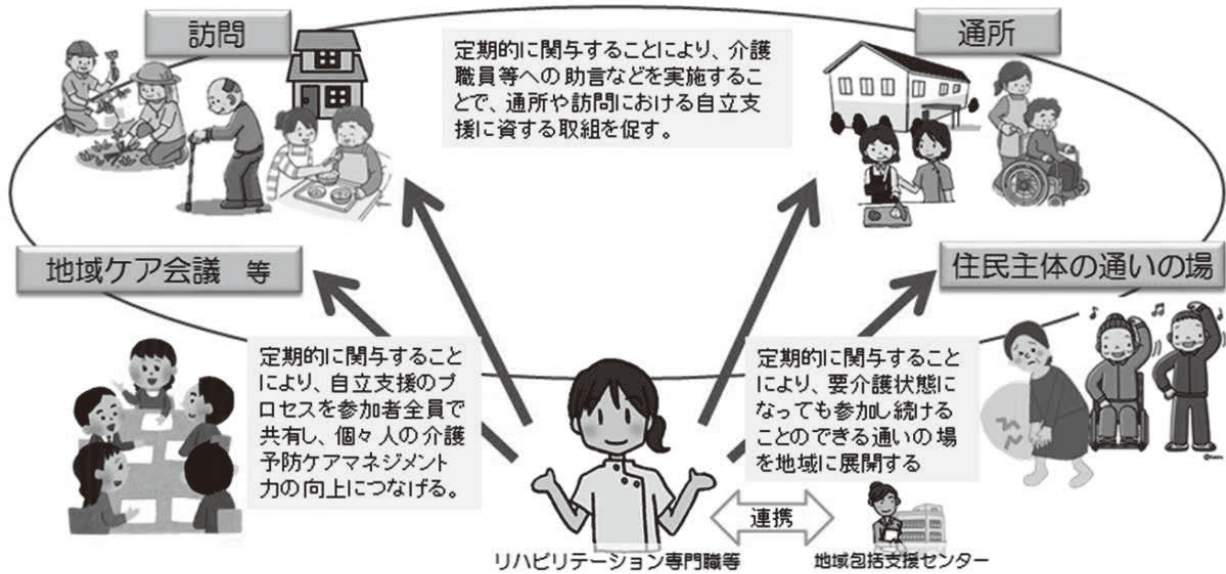 訪問
定期的に関与することにより、介護
職員等への助言などを実施するこ
とで、通所や訪問における自立支
援に資する取組を促す。
通所
地域ケア会議 等
住民主体の通いの場
定期的に関与すること
により、自立支援のプ
ロセスを参加者全員で
共有し、個々人の介護
予防ケアマネジメント
力の向上につなげる。
定期的に関与すること
により、要介護状態に
なっても参加し続ける
ことのできる通いの場
を地域に展開する
連携
リハビリテーション専門職等
地域包括支援センター